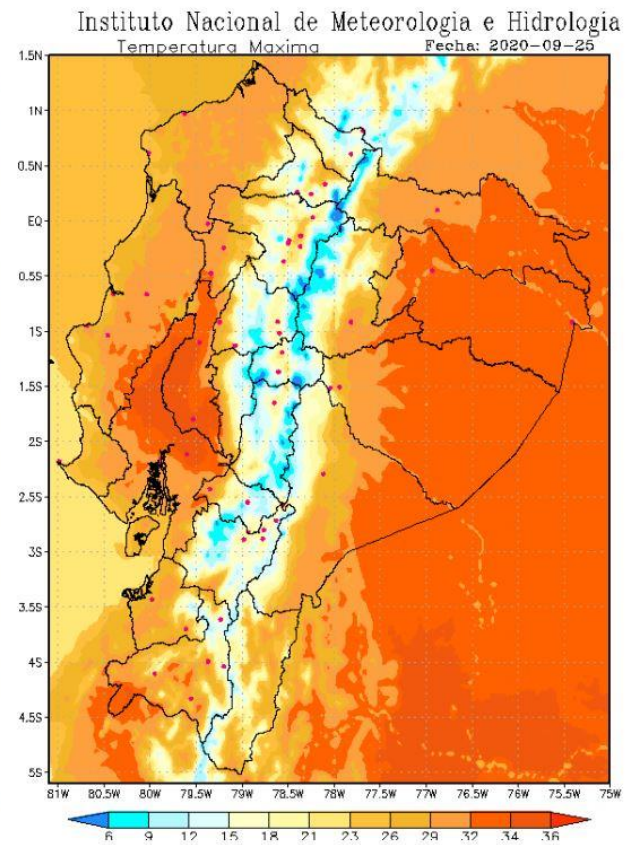 Instituto Nacional de Meteorologia e Hidrologia
Temperatura Maxima Fecha: 2020-09-25
1.5N
1N
0.5N
EQ
0.5S
1S
1.5S
2S
2.5S
3S
3.5S
4S
4.5S
5S
81W 80.5W 80W 79.5W 79W 78.5W 78W 77.5W 77W 76.5W 76W 75.5W 75W
6 9 12 15 18 21 23 26 29 32 34 36